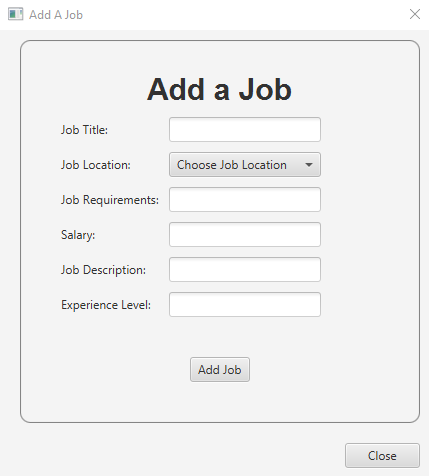 Add A Job
Add a Job
Job Title:
Job Location: Choose Job Location
Job Requirements:
Salary:
Job Description:
Experience Level:
Add Job
Close